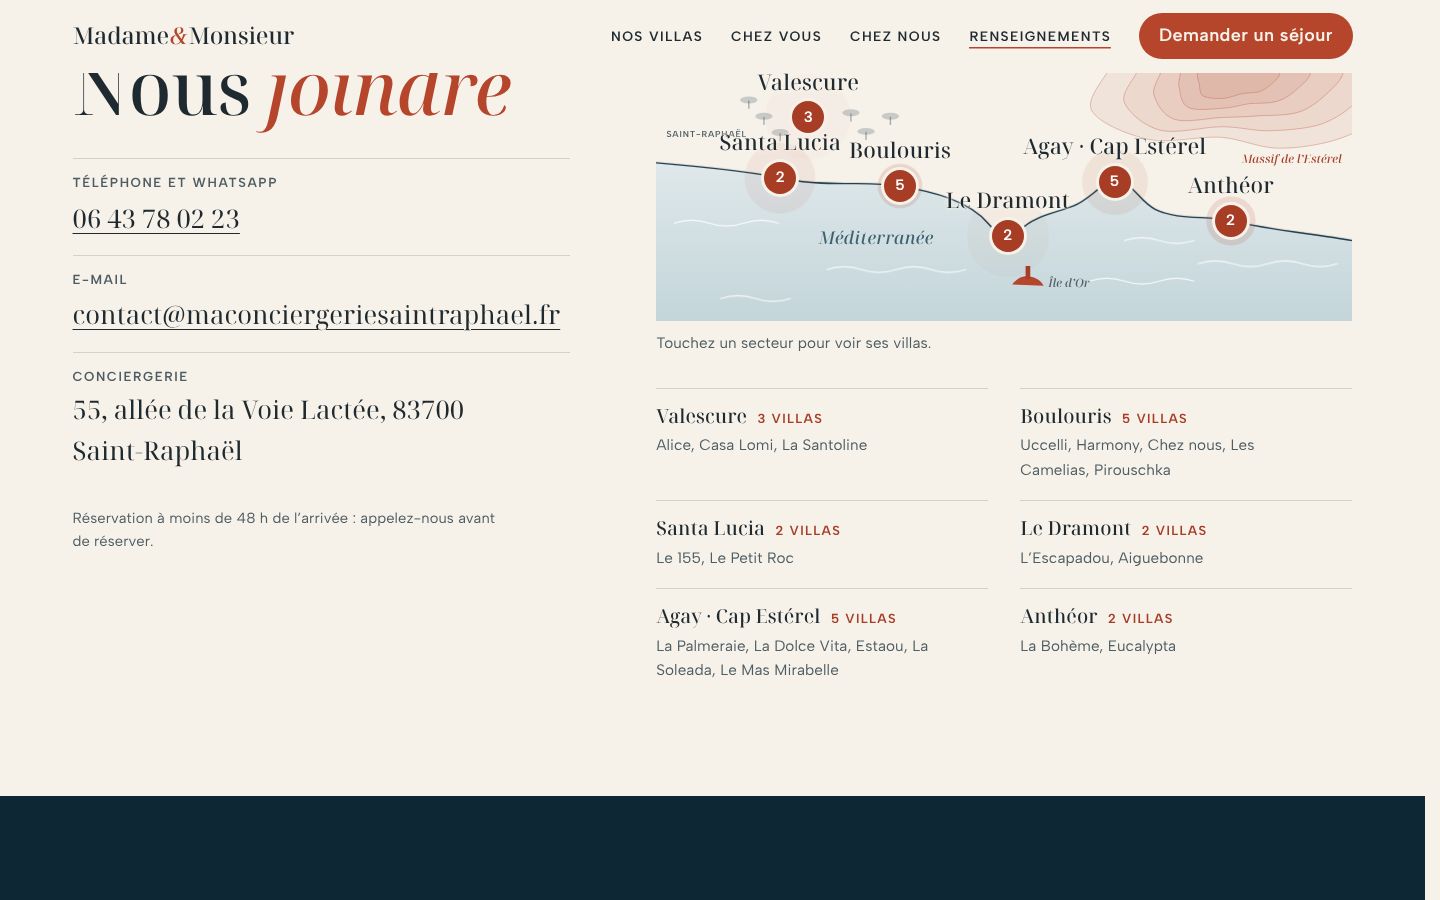 Madame&Monsieur
NOS VILLAS
CHEZ VOUS
CHEZ NOUS
RENSEIGNEMENTS
Demander un séjour
Nous joindre
TÉLÉPHONE ET WHATSAPP
06 43 78 02 23
E-MAIL
contact@maconciergeriesaintraphael.fr
CONCIERGERIE
55, allée de la Voie Lactée, 83700
Saint-Raphaël
Réservation à moins de 48 h de l’arrivée : appelez-nous avant
de réserver.
Valescure
3
SAINT-RAPHAËL
Santa Lucia
2
Boulouris
5
Agay · Cap Estérel
5
Massif de l’Estérel
Anthéor
2
Le Dramont
2
Méditerranée
Île d’Or
Touchez un secteur pour voir ses villas.
Valescure 3 VILLAS
Alice, Casa Lomi, La Santoline
Boulouris 5 VILLAS
Uccelli, Harmony, Chez nous, Les
Camelias, Pirouschka
Santa Lucia 2 VILLAS
Le 155, Le Petit Roc
Le Dramont 2 VILLAS
L’Escapadou, Aiguebonne
Agay · Cap Estérel 5 VILLAS
La Palmeraie, La Dolce Vita, Estaou, La
Soleada, Le Mas Mirabelle
Anthéor 2 VILLAS
La Bohème, Eucalypta